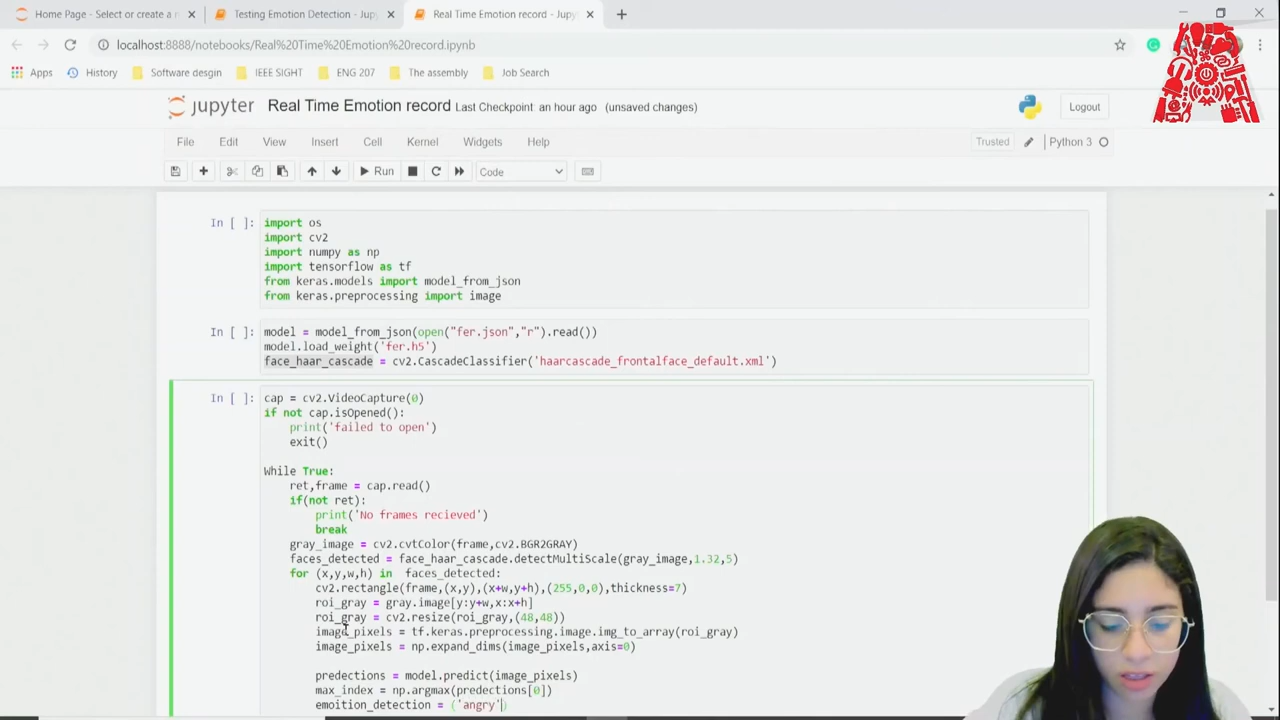 Home Page - Select or create a n
Testing Emotion Detection - Jup
Real Time Emotion record - Jupyt
localhost:8888/notebooks/Real%20Time%20Emotion%20record.ipynb
Apps History Software desgin IEEE SIGHT ENG 207 The assembly Job Search
jupyter Real Time Emotion record Last Checkpoint an hour ago (unsaved changes)
Logout
File Edit View Insert Cell Kernel Widgets Help
Trusted Python 3
Run Code
In [ ]:
import os
import cv2
import numpy as np
import tensorflow as tf
from keras.models import model_from_json
from keras.preprocessing import image
In [ ]:
model = model_from_json(open("fer.json","r").read())
model.load_weight('fer.h5')
face_haar_cascade = cv2.CascadeClassifier('haarcascade_frontalface_default.xml')
In [ ]:
cap = cv2.VideoCapture(0)
if not cap.isOpened():
print('failed to open')
exit()
While True:
ret,frame = cap.read()
if(not ret):
print('No frames recieved')
break
gray_image = cv2.cvtColor(frame,cv2.BGR2GRAY)
faces_detected = face_haar_cascade.detectMultiScale(gray_image,1.32,5)
for (x,y,w,h) in faces_detected:
cv2.rectangle(frame,(x,y),(x+w,y+h),(255,0,0),thickness=7)
roi_gray = gray.image[y:y+w,x:x+h]
roi_gray = cv2.resize(roi_gray,(48,48))
image_pixels = tf.keras.preprocessing.image.img_to_array(roi_gray)
image_pixels = np.expand_dims(image_pixels,axis=0)
predections = model.predict(image_pixels)
max_index = np.argmax(predections[0])
emoition_detection = ('angry')